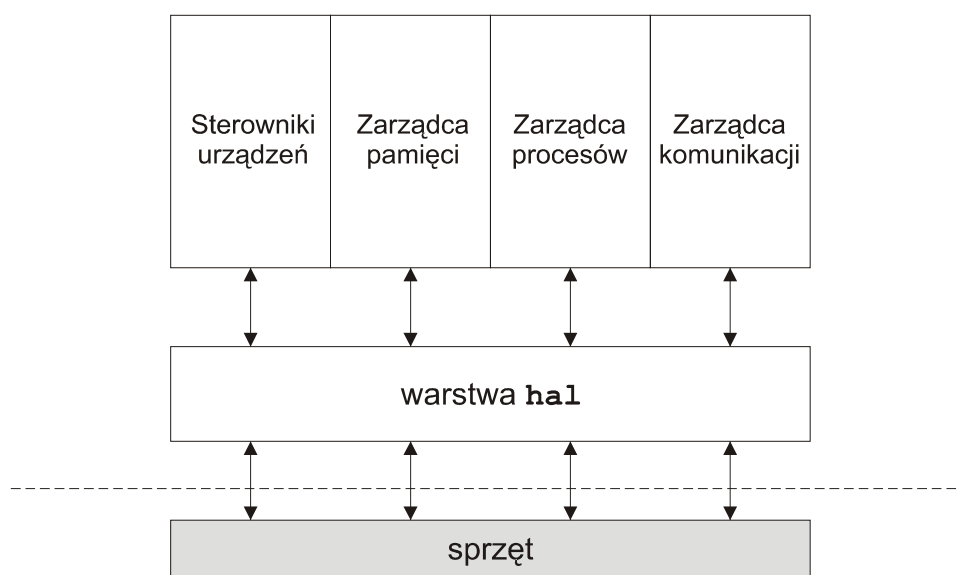 Sterowniki
urządzeń
Zarządca
pamięci
Zarządca
procesów
Zarządca
komunikacji
warstwa hal
sprzęt